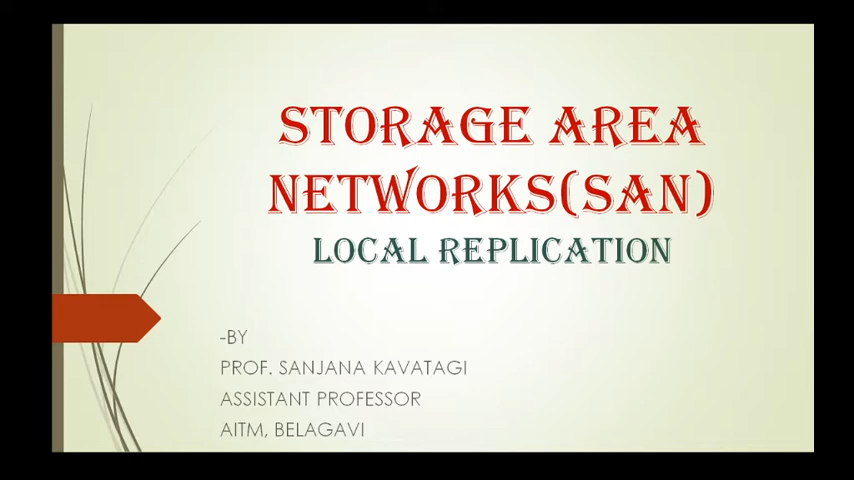 STORAGE AREA
NETWORKS(SAN)
LOCAL REPLICATION
-BY
PROF. SANJANA KAVATAGI
ASSISTANT PROFESSOR
AITM, BELAGAVI